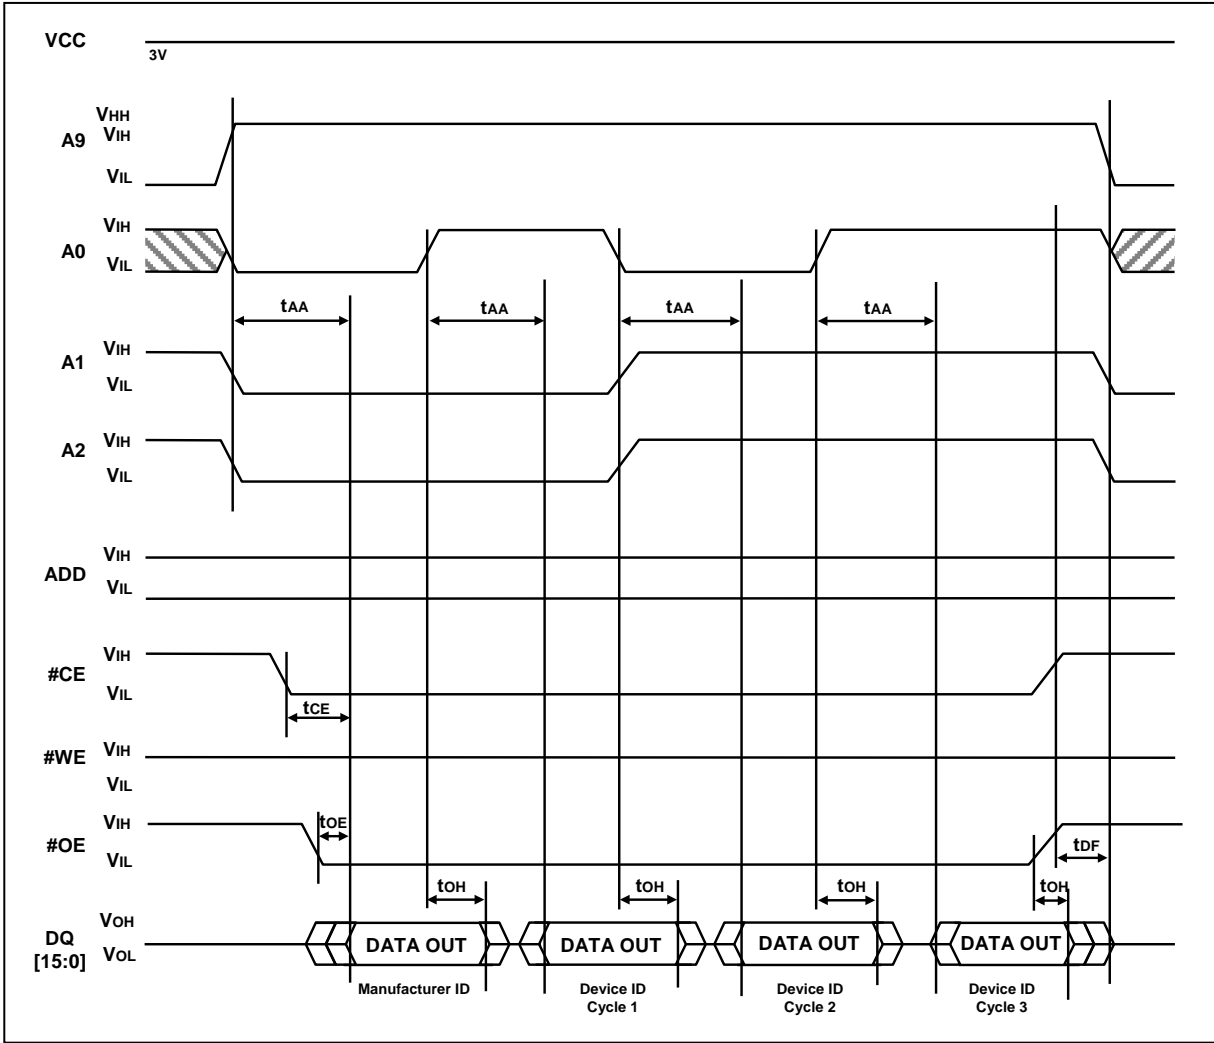 VCC
3V
VHH
A9 VIH
VIL
VIH
A0
VIL
tAA tAA tAA tAA
VIH
A1
VIL
VIH
A2
VIL
VIH
ADD
VIL
VIH
#CE
VIL
tCE
#WE VIH
VIL
VIH
tOE
#OE
VIL
tDF
tOH tOH tOH tOH
VOH
DQ
[15:0]
VOL
DATA OUT DATA OUT DATA OUT DATA OUT
Manufacturer ID
Device ID
Cycle 1
Device ID
Cycle 2
Device ID
Cycle 3